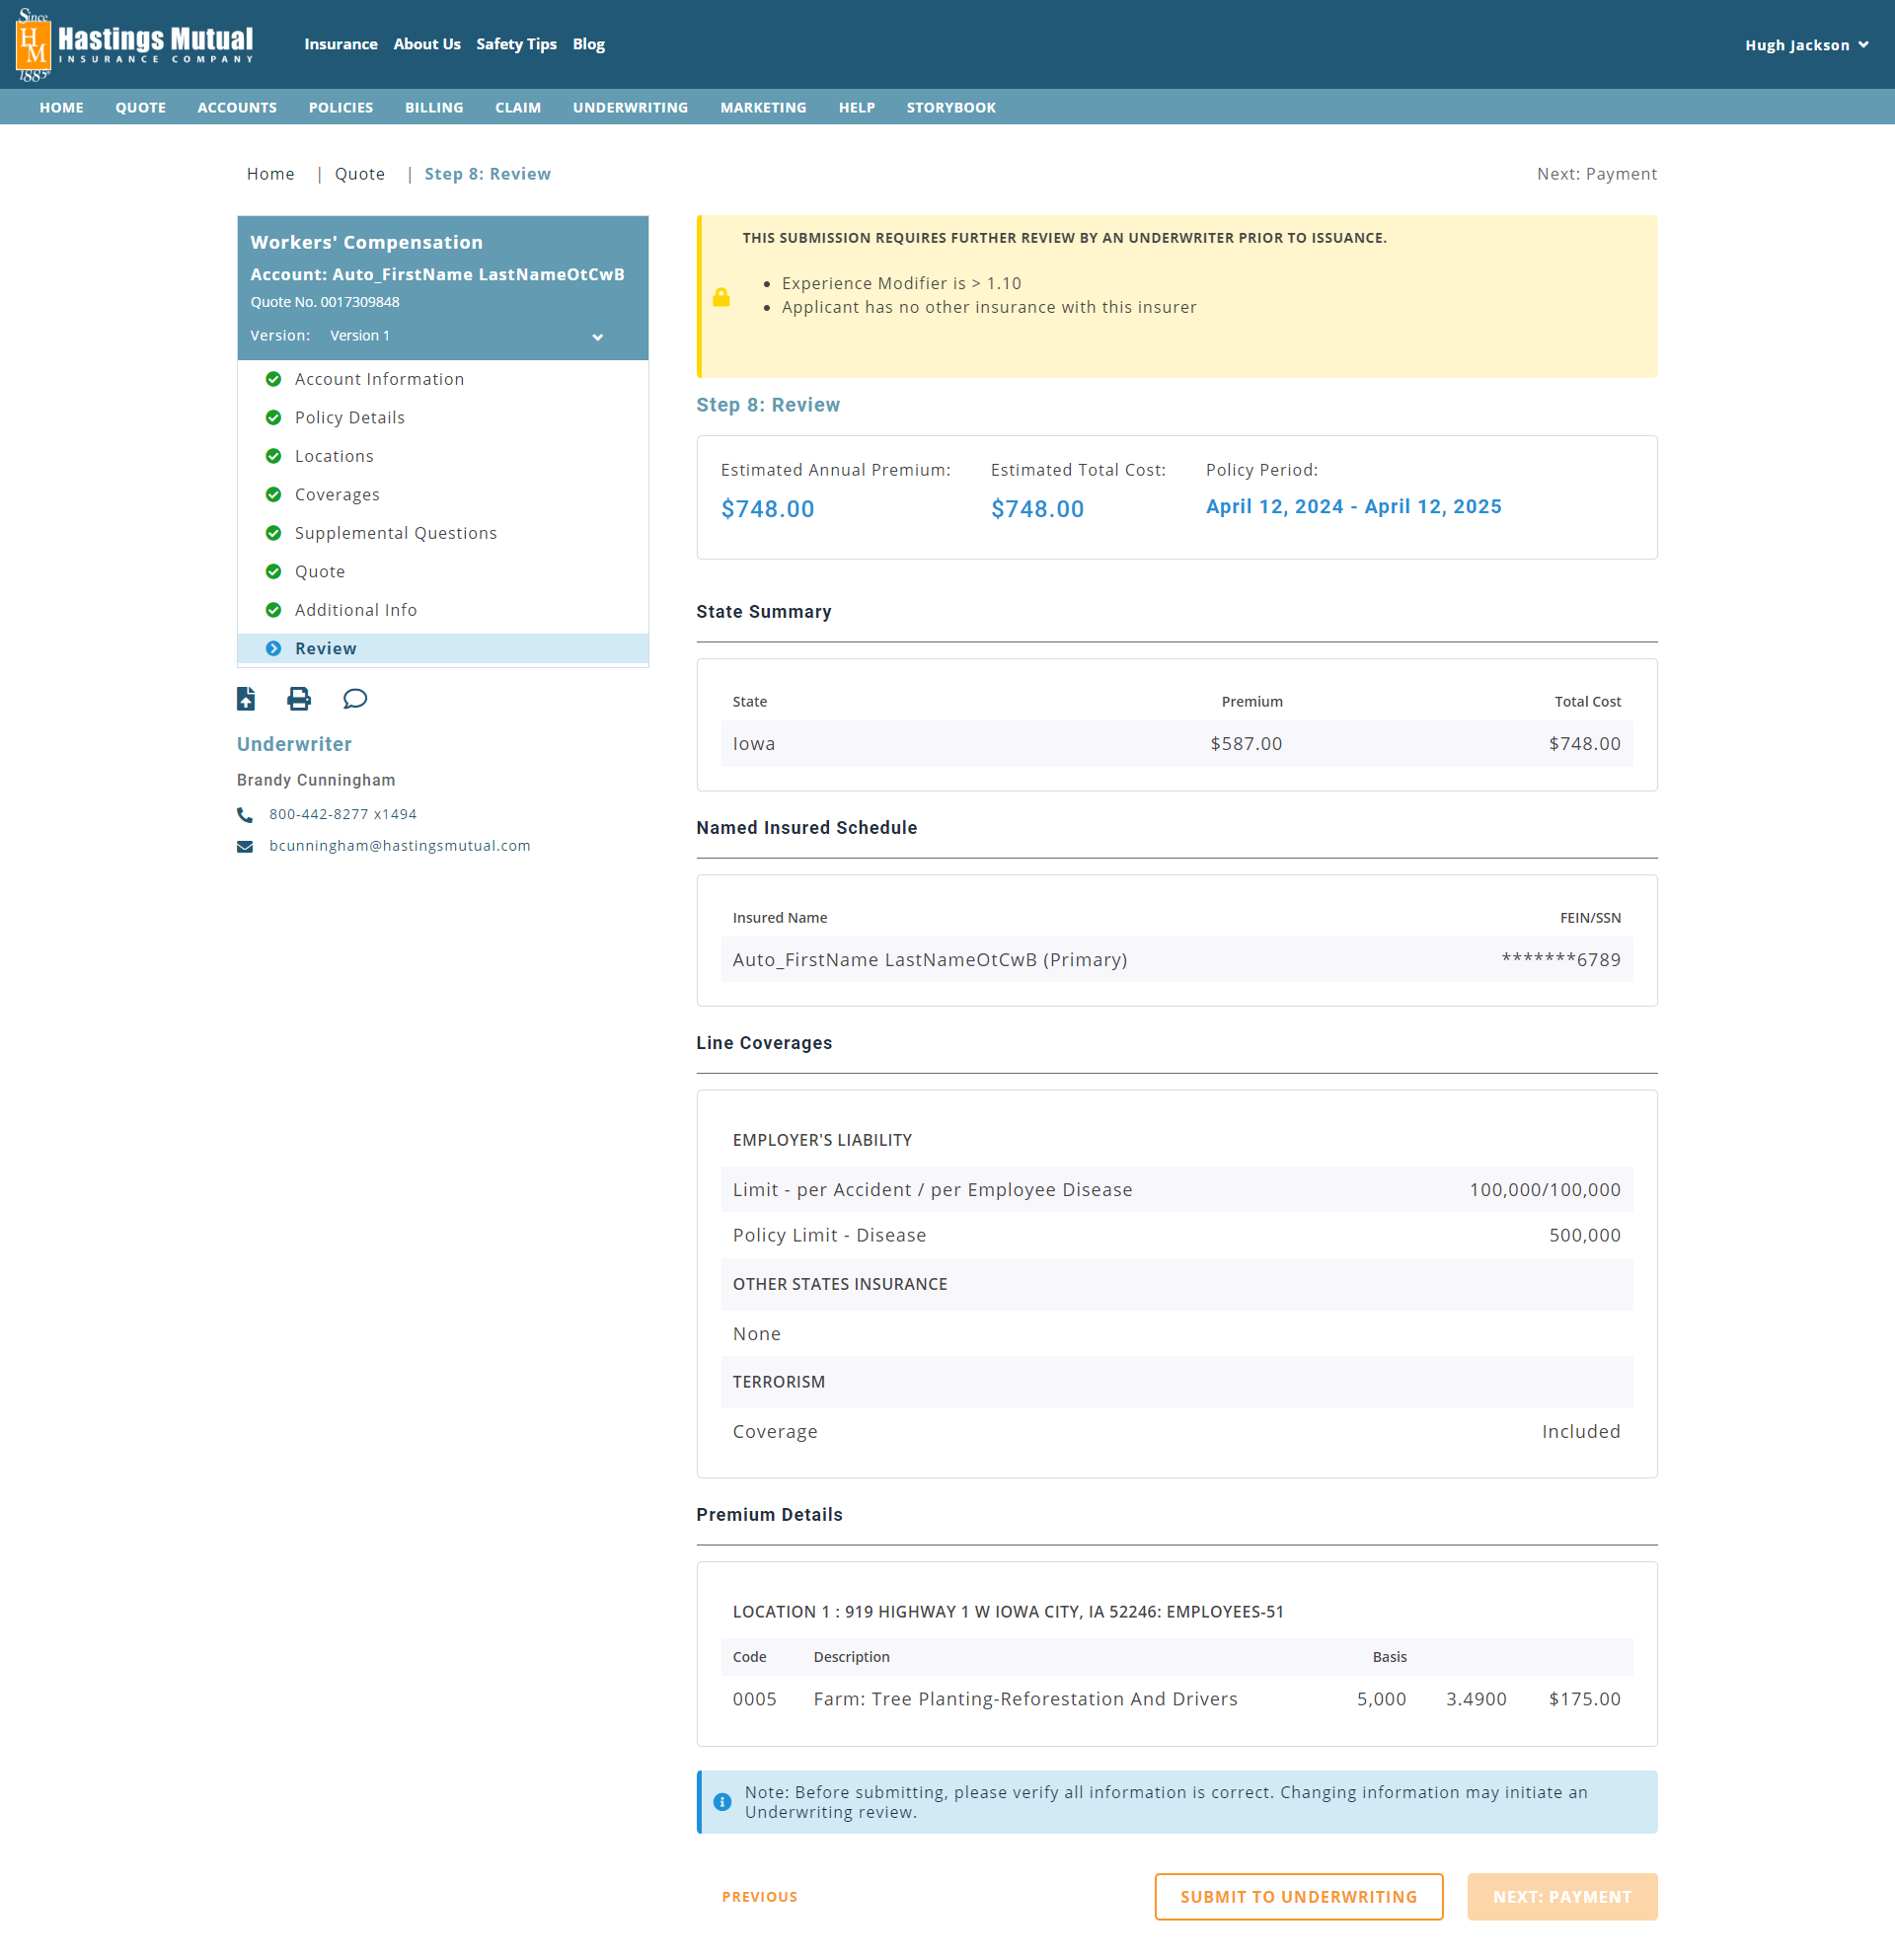 Since
HM
1885
Hastings Mutual
INSURANCE COMPANY
Insurance About Us Safety Tips Blog
Hugh Jackson
HOME QUOTE ACCOUNTS POLICIES BILLING CLAIM UNDERWRITING MARKETING HELP STORYBOOK
Home | Quote | Step 8: Review
Next: Payment
Workers' Compensation
Account: Auto_FirstName LastNameOtCwB
Quote No. 0017309848
Version: Version 1
Account Information
Policy Details
Locations
Coverages
Supplemental Questions
Quote
Additional Info
Review
Underwriter
Brandy Cunningham
800-442-8277 x1494
bcunningham@hastingsmutual.com
THIS SUBMISSION REQUIRES FURTHER REVIEW BY AN UNDERWRITER PRIOR TO ISSUANCE.
• Experience Modifier is > 1.10
• Applicant has no other insurance with this insurer
Step 8: Review
Estimated Annual Premium: Estimated Total Cost: Policy Period:
$748.00 $748.00 April 12, 2024 - April 12, 2025
State Summary
State Premium Total Cost
Iowa $587.00 $748.00
Named Insured Schedule
Insured Name FEIN/SSN
Auto_FirstName LastNameOtCwB (Primary) *******6789
Line Coverages
EMPLOYER'S LIABILITY
Limit - per Accident / per Employee Disease 100,000/100,000
Policy Limit - Disease 500,000
OTHER STATES INSURANCE
None
TERRORISM
Coverage Included
Premium Details
LOCATION 1 : 919 HIGHWAY 1 W IOWA CITY, IA 52246: EMPLOYEES-51
Code Description Basis
0005 Farm: Tree Planting-Reforestation And Drivers 5,000 3.4900 $175.00
Note: Before submitting, please verify all information is correct. Changing information may initiate an
Underwriting review.
PREVIOUS SUBMIT TO UNDERWRITING NEXT: PAYMENT